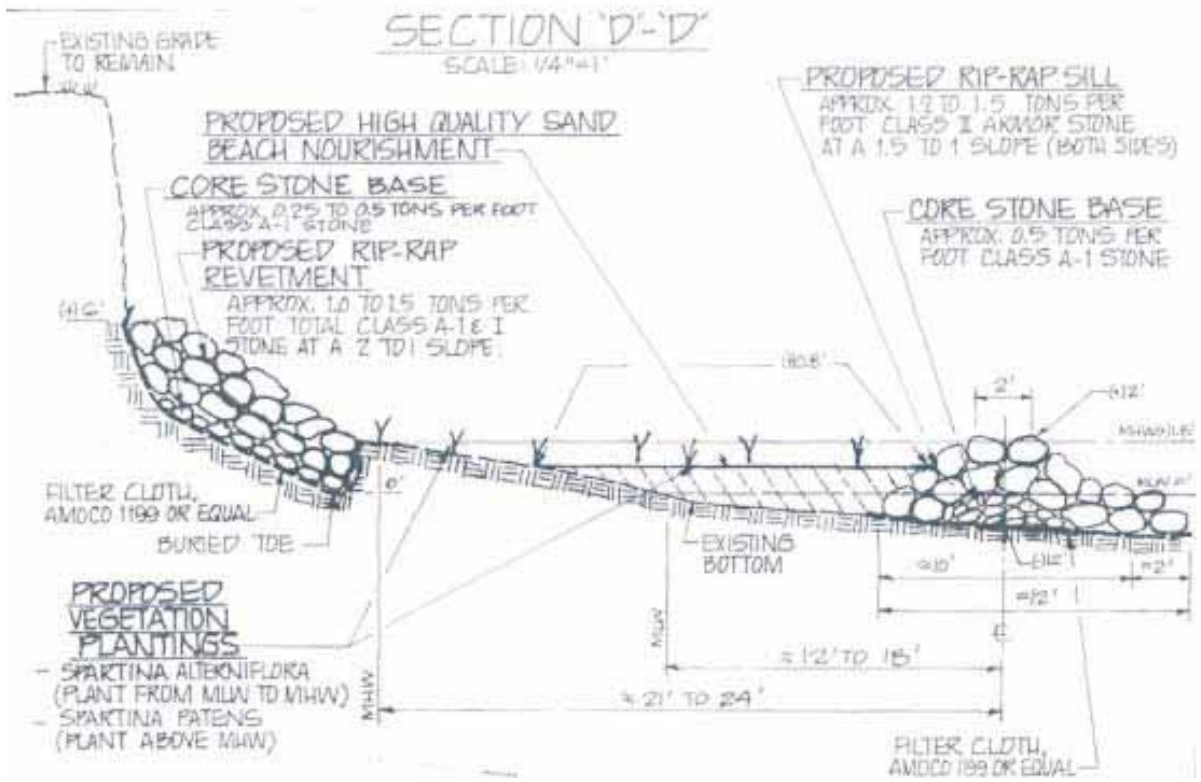 SECTION 'D'-'D'
SCALE: 1/4"=1'
EXISTING GRADE
TO REMAIN
PROPOSED HIGH QUALITY SAND
BEACH NOURISHMENT
CORE STONE BASE
APPROX. 0.25 TO 0.5 TONS PER FOOT
CLASS A-1 STONE
PROPOSED RIP-RAP
REVETMENT
APPROX. 1.0 TO 1.5 TONS PER
FOOT TOTAL CLASS A-1 & I
STONE AT A 2 TO 1 SLOPE
PROPOSED RIP-RAP SILL
APPROX. 1.2 TO 1.5 TONS PER
FOOT CLASS II ARMOR STONE
AT A 1.5 TO 1 SLOPE (BOTH SIDES)
CORE STONE BASE
APPROX. 0.5 TONS PER
FOOT CLASS A-1 STONE
(+)6'
(+)0.8'
2'
0'
FILTER CLOTH,
AMOCO 1199 OR EQUAL
BURIED TOE
EXISTING
BOTTOM
≈10'
≈2'
≈12'
PROPOSED
VEGETATION
PLANTINGS
- SPARTINA ALTERNIFLORA
(PLANT FROM MLW TO MHW)
- SPARTINA PATENS
(PLANT ABOVE MHW)
MHW
MLW
≈12' TO 15'
≈21' TO 24'
FILTER CLOTH,
AMOCO 1199 OR EQUAL